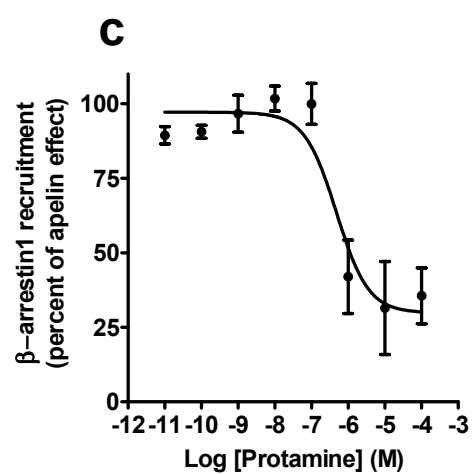 C
β–arrestin1 recruitment
(percent of apelin effect)
100
75
50
25
0
-12 -11 -10 -9 -8 -7 -6 -5 -4 -3
Log [Protamine] (M)